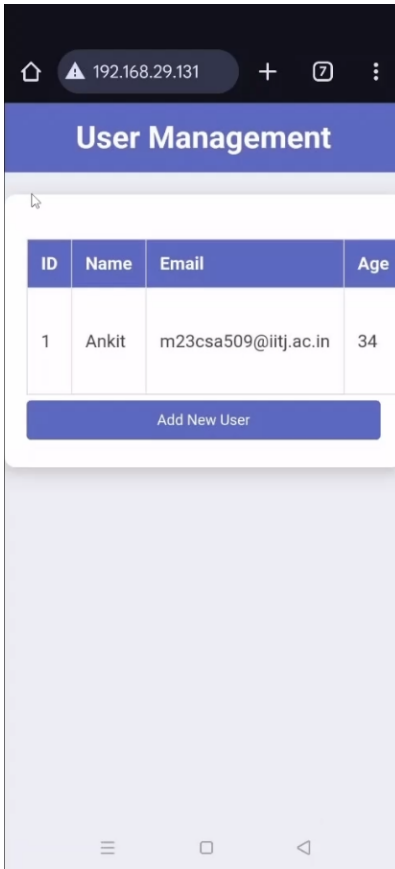 192.168.29.131
7
User Management
ID Name Email Age
1 Ankit m23csa509@iitj.ac.in 34
Add New User